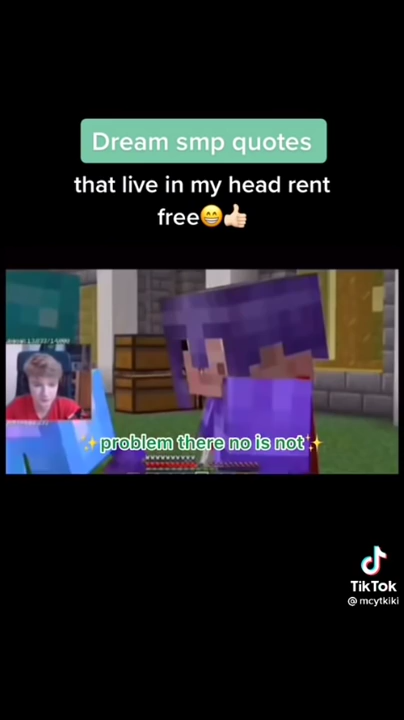 Dream smp quotes
that live in my head rent
free😁👍🏻
✨problem there no is not✨
TikTok
@mcytkiki